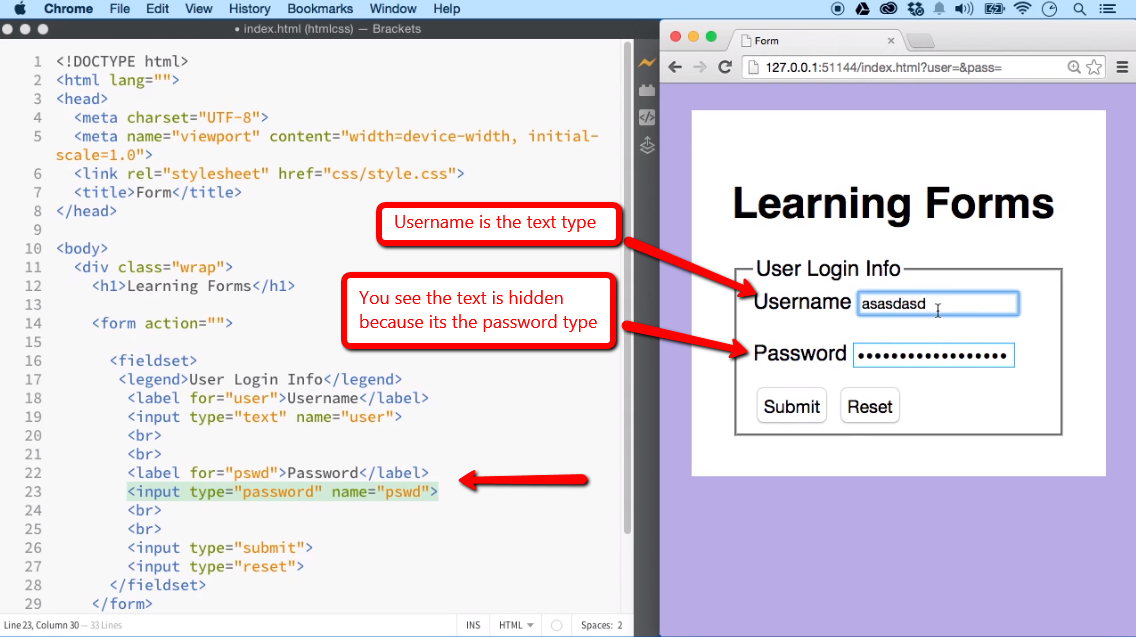 Chrome File Edit View History Bookmarks Window Help
• index.html (htmlcss) — Brackets
1 <!DOCTYPE html>
2 <html lang="">
3 <head>
4 <meta charset="UTF-8">
5 <meta name="viewport" content="width=device-width, initial-
scale=1.0">
6 <link rel="stylesheet" href="css/style.css">
7 <title>Form</title>
8 </head>
9
10 <body>
11 <div class="wrap">
12 <h1>Learning Forms</h1>
13
14 <form action="">
15
16 <fieldset>
17 <legend>User Login Info</legend>
18 <label for="user">Username</label>
19 <input type="text" name="user">
20 <br>
21 <br>
22 <label for="pswd">Password</label>
23 <input type="password" name="pswd">
24 <br>
25 <br>
26 <input type="submit">
27 <input type="reset">
28 </fieldset>
29 </form>
Line 23, Column 30 — 33 Lines
INS HTML Spaces: 2
Username is the text type
You see the text is hidden
because its the password type
Form
127.0.0.1:51144/index.html?user=&pass=
Learning Forms
User Login Info
Username asasdasd
Password ••••••••••••••••••
Submit Reset